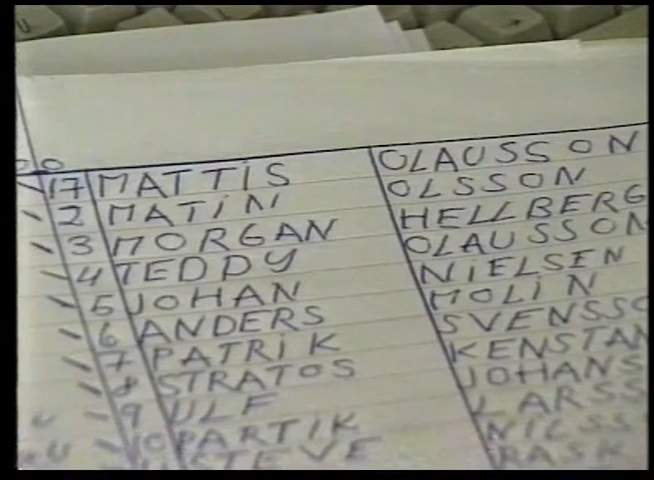 17 MATTIS OLAUSSON
2 MATIN OLSSON
3 MORGAN HELLBERG
4 TEDDY OLAUSSON
5 JOHAN NIELSEN
6 ANDERS MOLIN
7 PATRIK SVENSSO
8 STRATOS KENSTAN
9 ULF JOHANS
10 PARTIK LARSS
STEVE NILSS
RASK